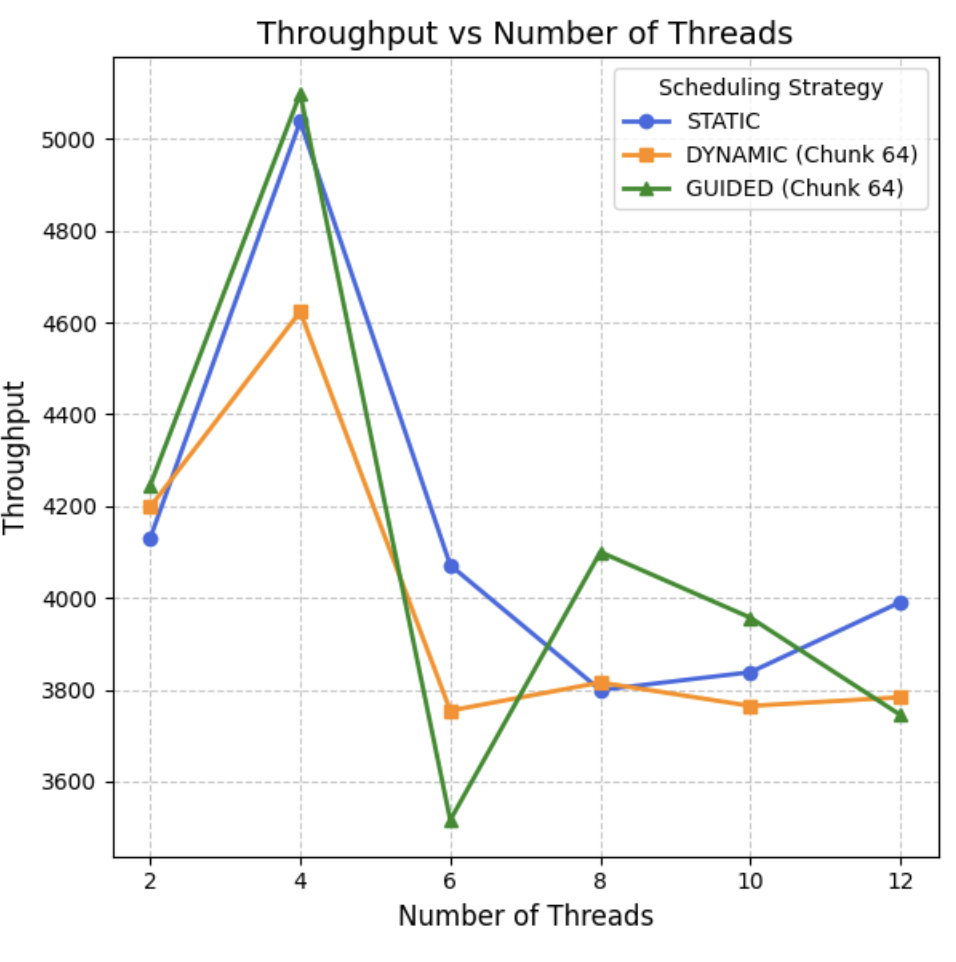 Throughput vs Number of Threads
Scheduling Strategy
STATIC
DYNAMIC (Chunk 64)
GUIDED (Chunk 64)
Throughput
5000
4800
4600
4400
4200
4000
3800
3600
2 4 6 8 10 12
Number of Threads